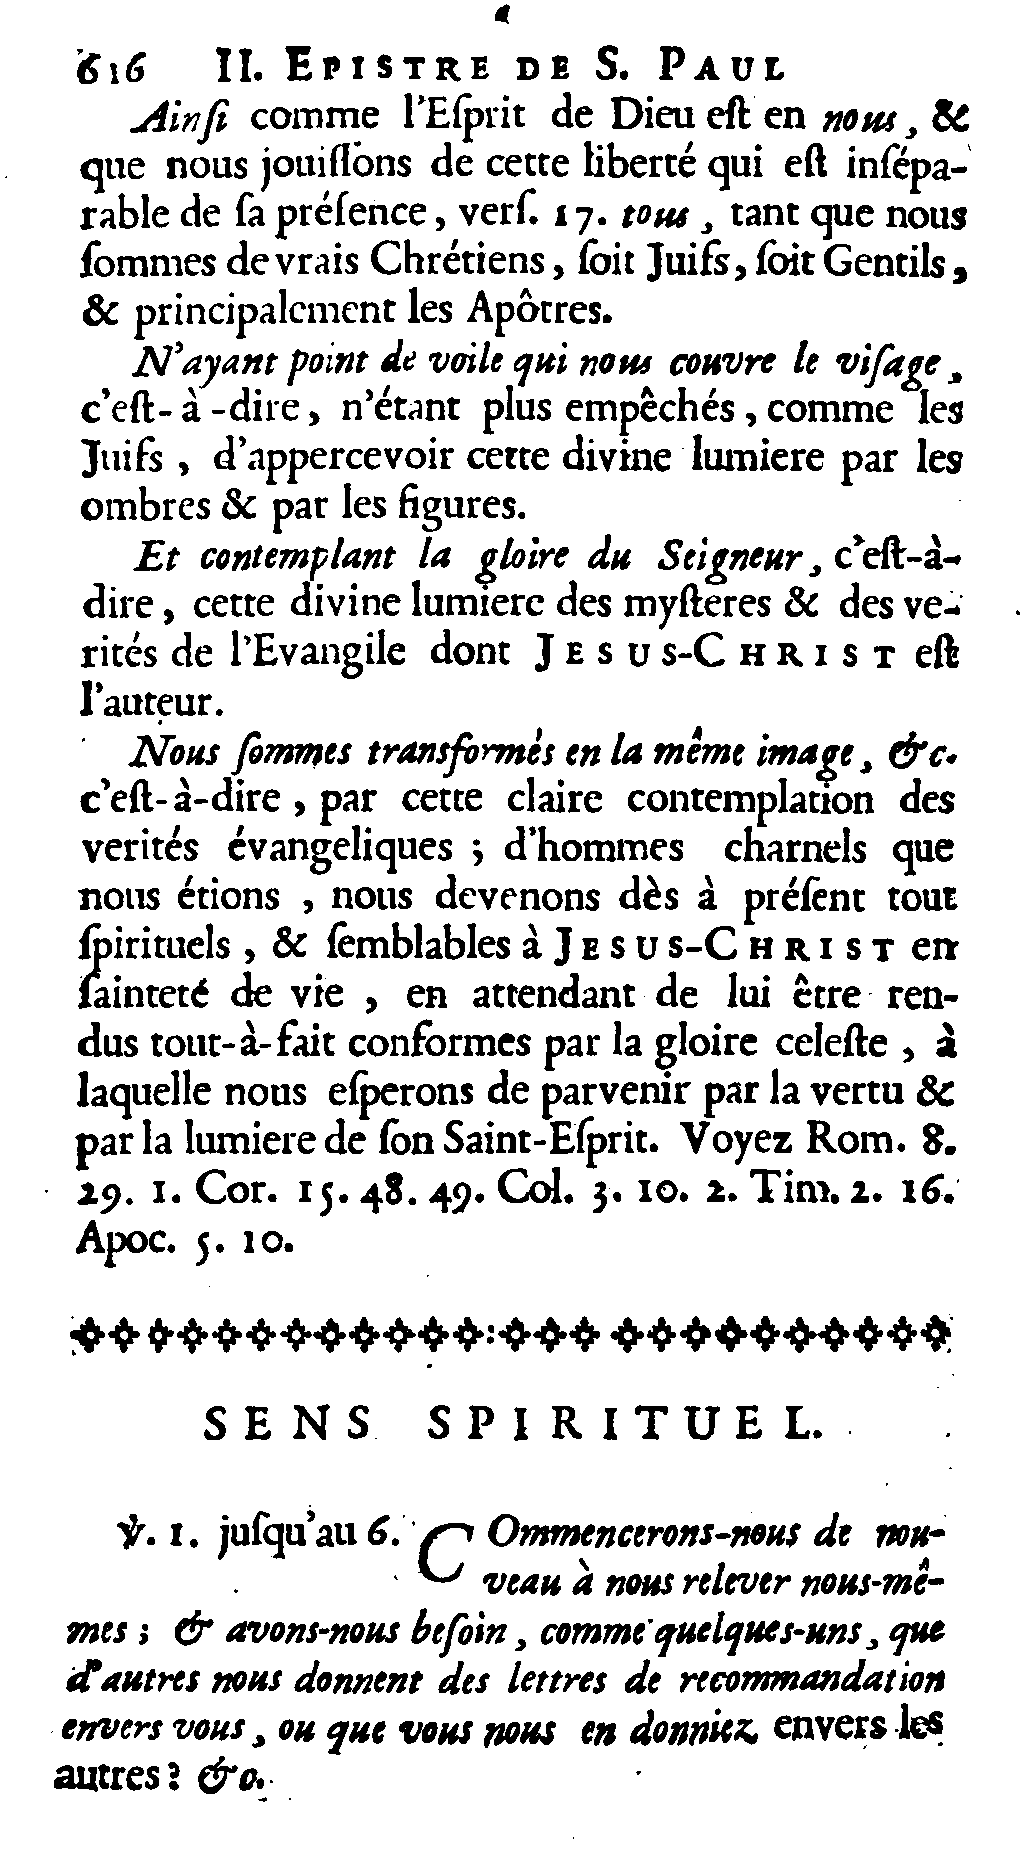 616 II. EPISTRE DE S. PAUL
Ainſi comme l'Eſprit de Dieu eſt en nous, &
que nous jouiſſons de cette liberté qui eſt inſépa-
rable de ſa préſence, verſ. 17. tous, tant que nous
ſommes de vrais Chrétiens, ſoit Juifs, ſoit Gentils,
& principalement les Apôtres.
N'ayant point de voile qui nous couvre le viſage,
c'eſt-à-dire, n'étant plus empêchés, comme les
Juifs, d'appercevoir cette divine lumiere par les
ombres & par les figures.
Et contemplant la gloire du Seigneur, c'eſt-à-
dire, cette divine lumiere des myſteres & des ve-
rités de l'Evangile dont JESUS-CHRIST eſt
l'auteur.
Nous ſommes transformés en la même image, &c.
c'eſt-à-dire, par cette claire contemplation des
verités évangeliques ; d'hommes charnels que
nous étions, nous devenons dès à préſent tout
ſpirituels, & ſemblables à JESUS-CHRIST en
ſainteté de vie, en attendant de lui être ren-
dus tout-à-fait conformes par la gloire celeſte, à
laquelle nous eſperons de parvenir par la vertu &
par la lumiere de ſon Saint-Eſprit. Voyez Rom. 8.
29. 1. Cor. 15. 48. 49. Col. 3. 10. 2. Tim. 2. 16.
Apoc. 5. 10.
SENS SPIRITUEL.
℣. 1. juſqu'au 6. COmmencerons-nous de nou-
veau à nous relever nous-mê-
mes ; & avons-nous beſoin, comme quelques-uns, que
d'autres nous donnent des lettres de recommandation
envers vous, ou que vous nous en donniez envers les
autres ? &c.